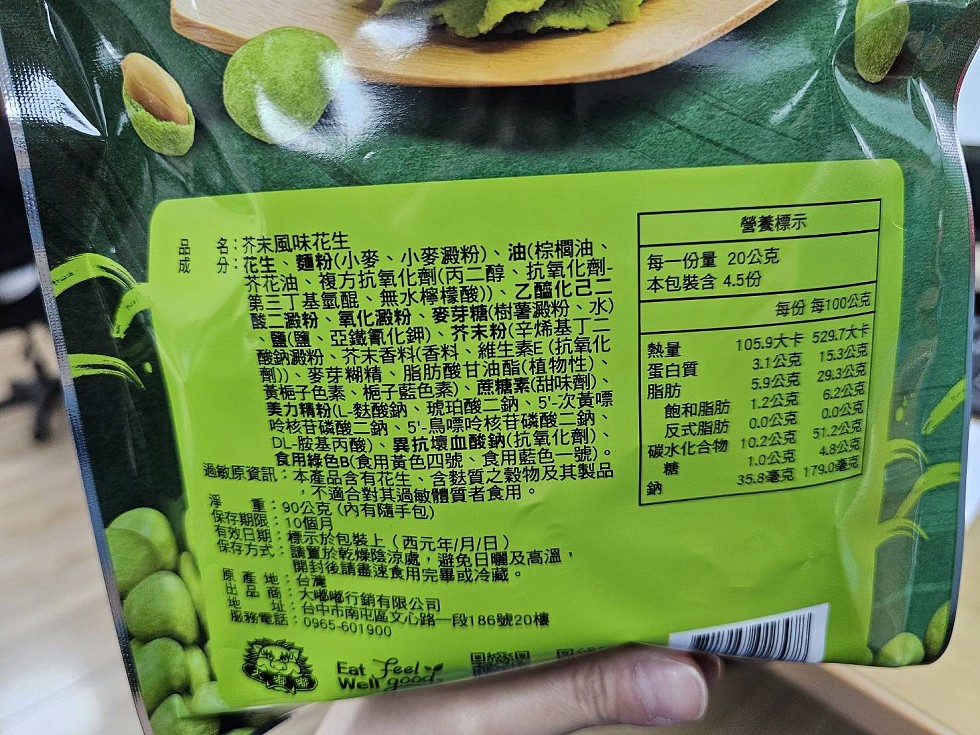 品　名：芥末風味花生
成　分：花生、麵粉(小麥、小麥澱粉)、油(棕櫚油、
芥花油、複方抗氧化劑(丙二醇、抗氧化劑-
第三丁基氫醌、無水檸檬酸))、乙醯化己二
酸二澱粉、氧化澱粉、麥芽糖(樹薯澱粉、水)
、鹽(鹽、亞鐵氰化鉀)、芥末粉(辛烯基丁二
酸鈉澱粉、芥末香料(香料、維生素E(抗氧化
劑))、麥芽糊精、脂肪酸甘油酯(植物性)、
黃梔子色素、梔子藍色素)、蔗糖素(甜味劑)、
美力精粉(L-麩酸鈉、琥珀酸二鈉、5'-次黃嘌
呤核苷磷酸二鈉、5'-鳥嘌呤核苷磷酸二鈉、
DL-胺基丙酸)、異抗壞血酸鈉(抗氧化劑)、
食用綠色B(食用黃色四號、食用藍色一號)。
過敏原資訊：本產品含有花生、含麩質之穀物及其製品
，不適合對其過敏體質者食用。
淨　重：90公克(內有隨手包)
保存期限：10個月
有效日期：標示於包裝上(西元年/月/日)
保存方式：請置於乾燥陰涼處，避免日曬及高溫，
開封後請盡速食用完畢或冷藏。
原產地：台灣
出品商：大嘟嘟行銷有限公司
地　址：台中市南屯區文心路一段186號20樓
服務電話：0965-601900
大嘟嘟
Eat Feel
Well good
營養標示
每一份量 20公克
本包裝含 4.5份
每份 每100公克
熱量 105.9大卡 529.7大卡
蛋白質 3.1公克 15.3公克
脂肪 5.9公克 29.3公克
飽和脂肪 1.2公克 6.2公克
反式脂肪 0.0公克 0.0公克
碳水化合物 10.2公克 51.2公克
糖 1.0公克 4.8公克
鈉 35.8毫克 179.0毫克